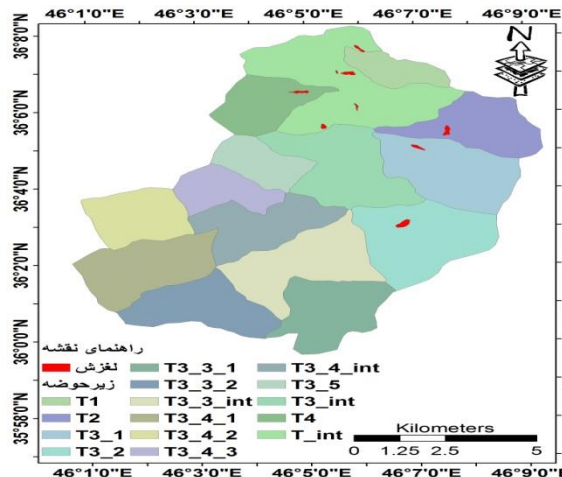 46°1'0"E 46°3'0"E 46°5'0"E 46°7'0"E 46°9'0"E
N
36°8'0"N
36°6'0"N
36°4'0"N
36°2'0"N
36°0'0"N
35°58'0"N
راهنمای نقشه
لغزش
زیرحوضه
T1
T2
T3_1
T3_2
T3_3_1
T3_3_2
T3_3_int
T3_4_1
T3_4_2
T3_4_3
T3_4_int
T3_5
T3_int
T4
T_int
Kilometers
0 1.25 2.5 5
46°1'0"E 46°3'0"E 46°5'0"E 46°7'0"E 46°9'0"E